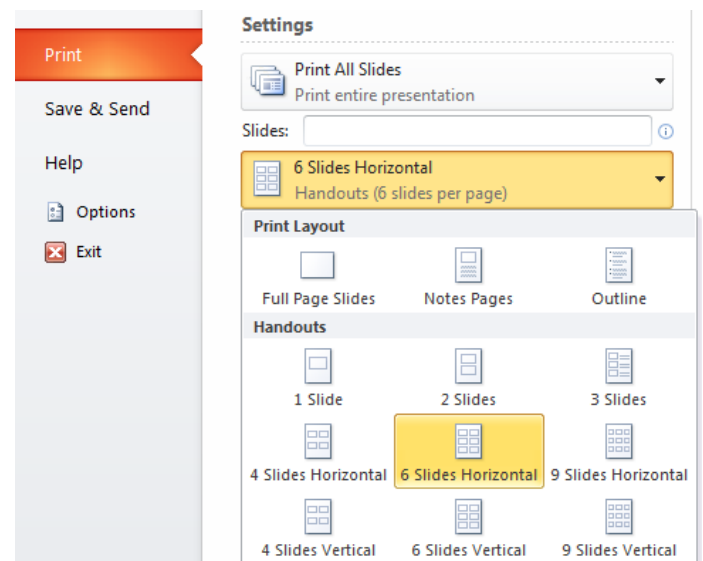 Settings
Print
Print All Slides
Print entire presentation
Save & Send
Slides:
Help
6 Slides Horizontal
Handouts (6 slides per page)
Options
Print Layout
Exit
Full Page Slides Notes Pages Outline
Handouts
1 Slide 2 Slides 3 Slides
4 Slides Horizontal 6 Slides Horizontal 9 Slides Horizontal
4 Slides Vertical 6 Slides Vertical 9 Slides Vertical